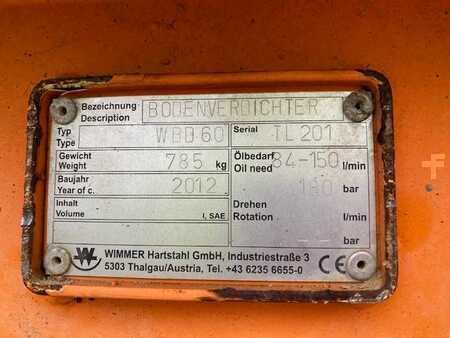 Bezeichnung
Description BODENVERDICHTER
Typ
Type WBD 60 Serial TL 201
Gewicht
Weight 785 kg Ölbedarf
Oil need 84-150 l/min
Baujahr
Year of c. 2012 180 bar
Inhalt
Volume l, SAE Drehen
Rotation l/min
bar
WIMMER Hartstahl GmbH, Industriestraße 3
5303 Thalgau/Austria, Tel. +43 6235 6655-0 CE